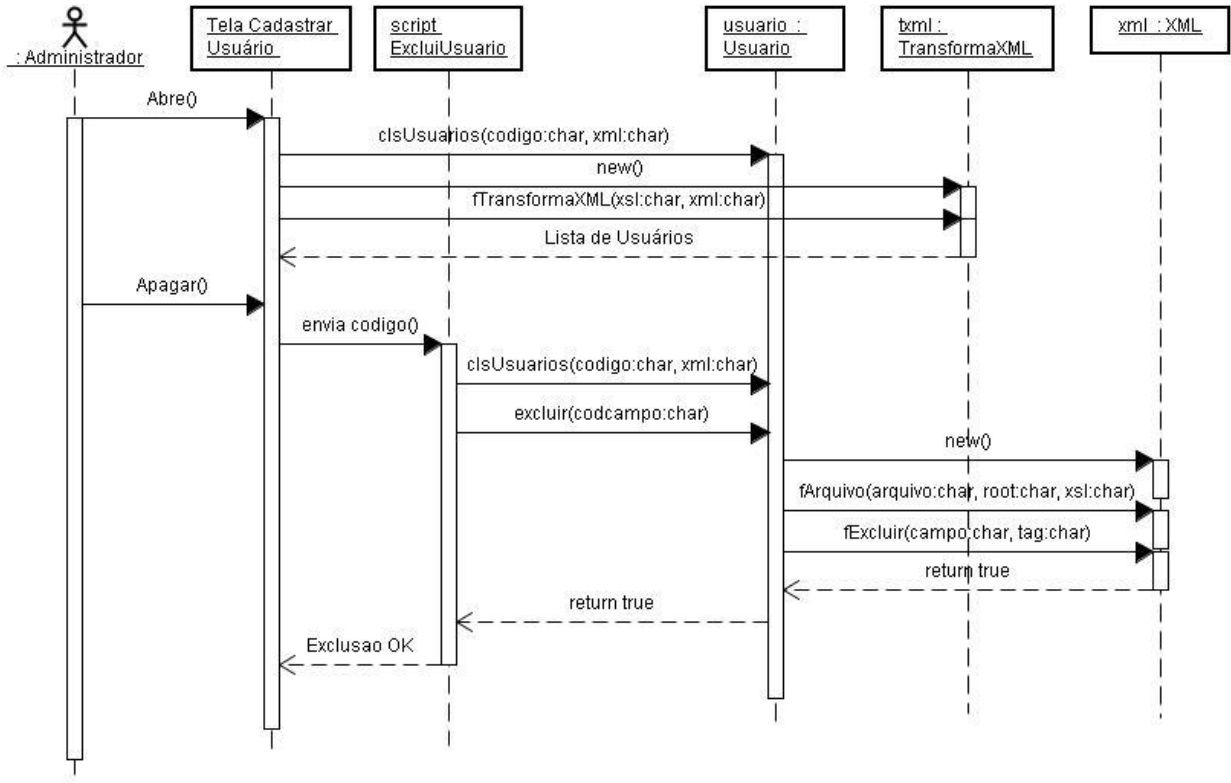 : Administrador
Tela Cadastrar
Usuário
script
ExcluiUsuario
usuario :
Usuario
txml :
TransformaXML
xml : XML
Abre()
clsUsuarios(codigo:char, xml:char)
new()
fTransformaXML(xsl:char, xml:char)
Lista de Usuários
Apagar()
envia codigo()
clsUsuarios(codigo:char, xml:char)
excluir(codcampo:char)
new()
fArquivo(arquivo:char, root:char, xsl:char)
fExcluir(campo:char, tag:char)
return true
return true
Exclusao OK